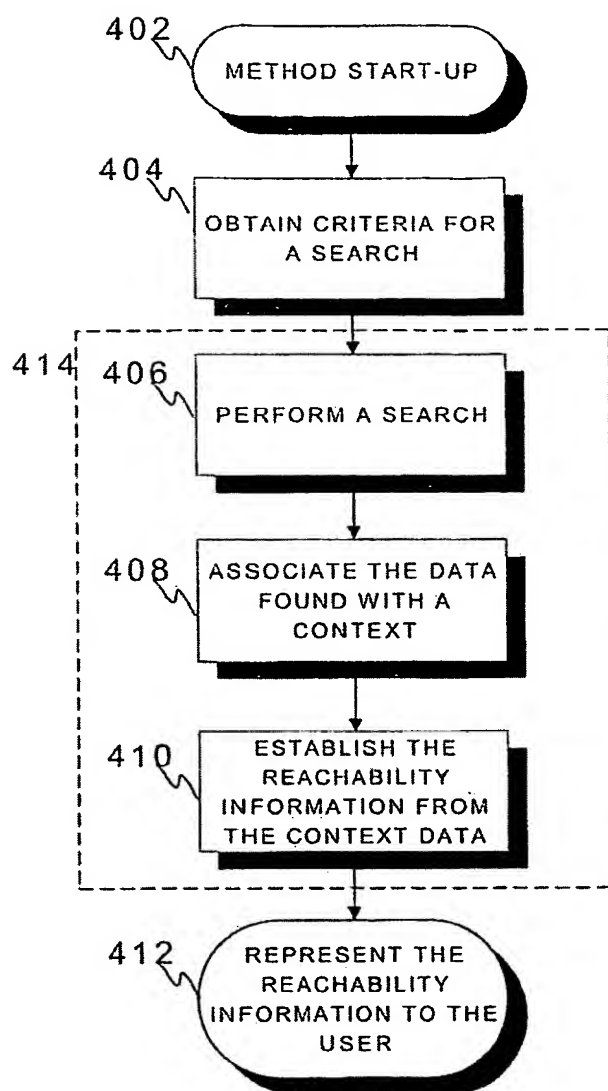 402
METHOD START-UP
404
OBTAIN CRITERIA FOR
A SEARCH
414
406
PERFORM A SEARCH
408
ASSOCIATE THE DATA
FOUND WITH A
CONTEXT
410
ESTABLISH THE
REACHABILITY
INFORMATION FROM
THE CONTEXT DATA
412
REPRESENT THE
REACHABILITY
INFORMATION TO THE
USER